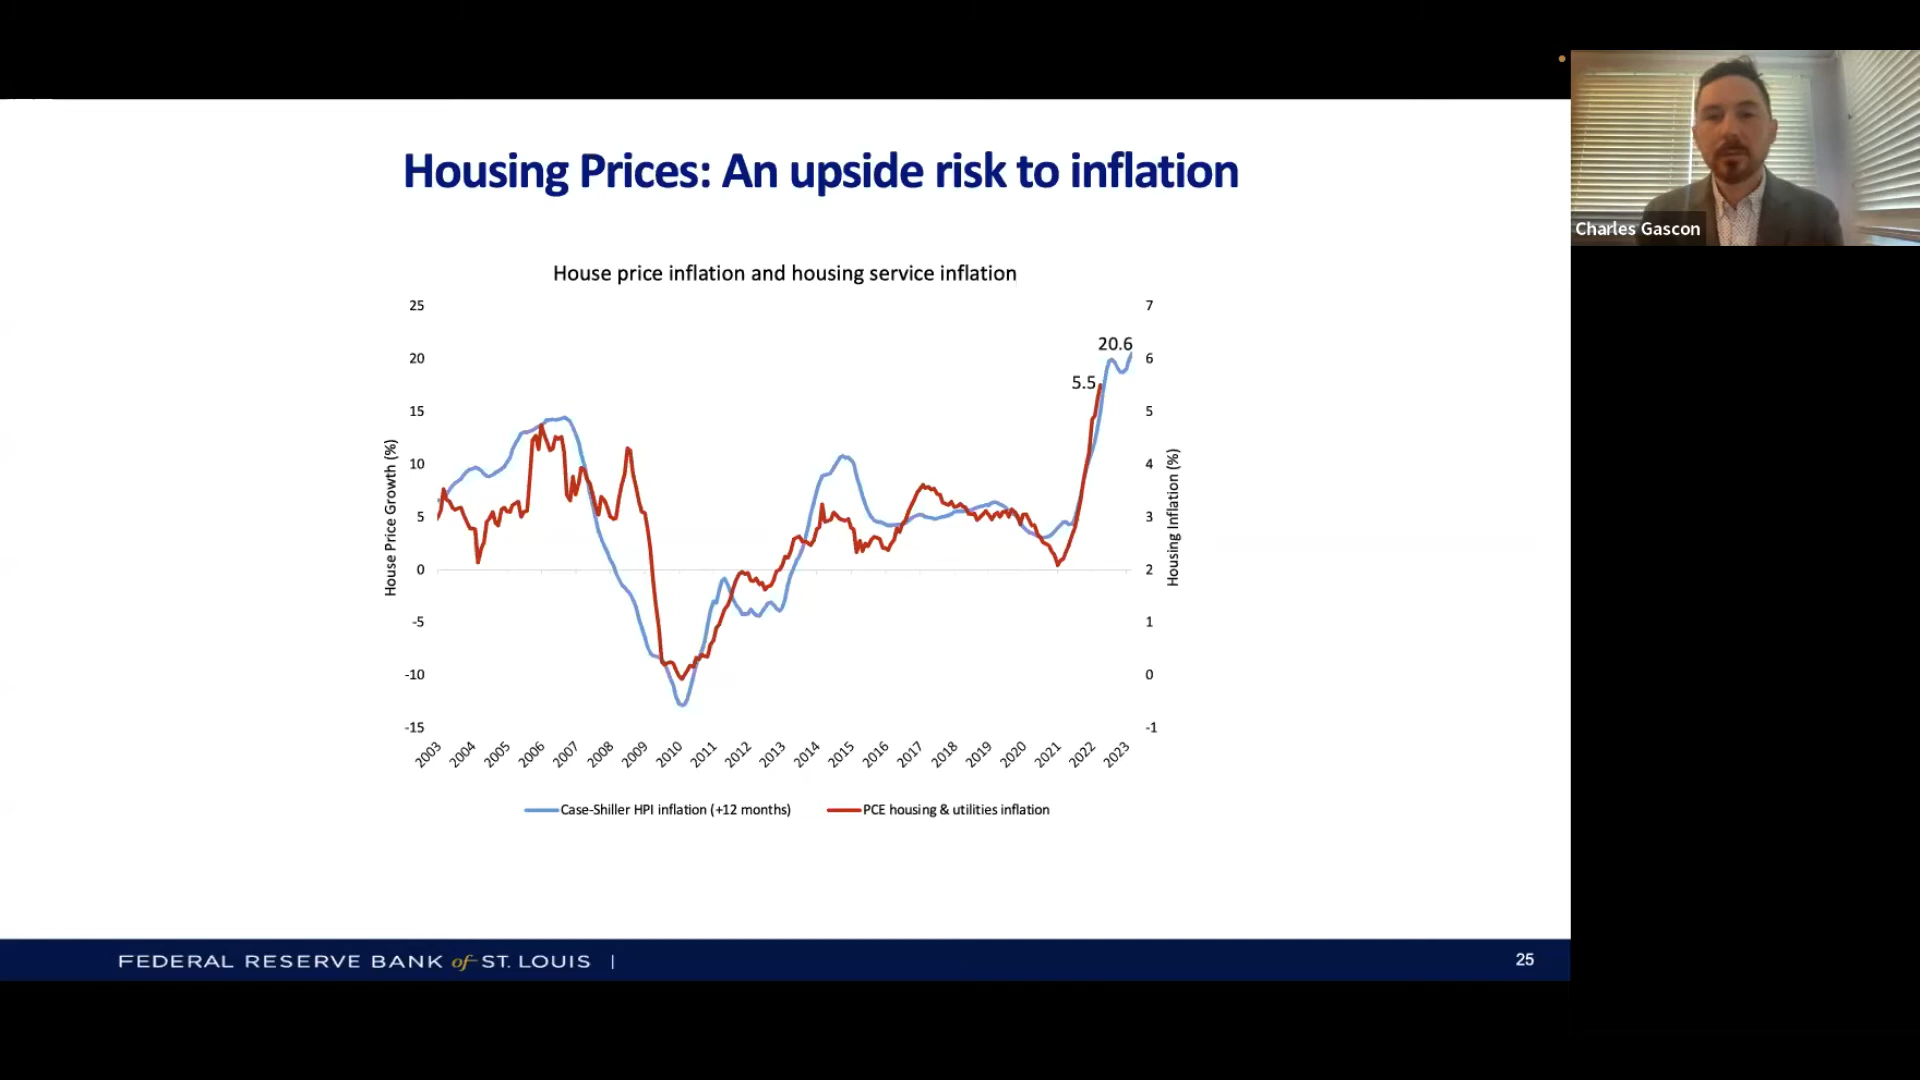 Housing Prices: An upside risk to inflation
Charles Gascon
House price inflation and housing service inflation
25
20
15
10
5
0
-5
-10
-15
House Price Growth (%)
7
6
5
4
3
2
1
0
-1
Housing Inflation (%)
20.6
5.5
2003 2004 2005 2006 2007 2008 2009 2010 2011 2012 2013 2014 2015 2016 2017 2018 2019 2020 2021 2022 2023
Case-Shiller HPI inflation (+12 months) PCE housing & utilities inflation
FEDERAL RESERVE BANK of ST. LOUIS | 25